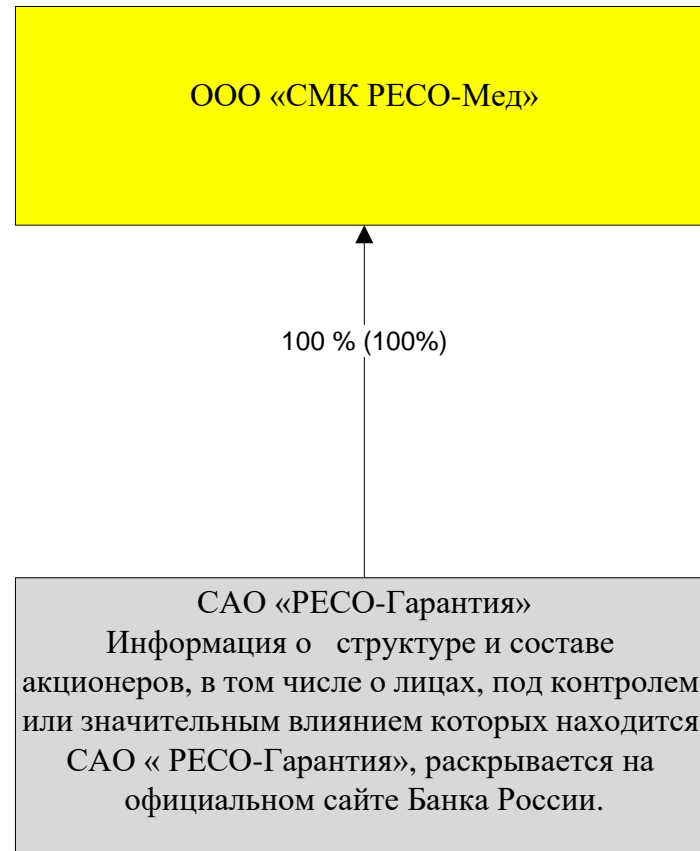 ООО «СМК РЕСО-Мед»
100 % (100%)
САО «РЕСО-Гарантия»
Информация о структуре и составе
акционеров, в том числе о лицах, под контролем
или значительным влиянием которых находится
САО « РЕСО-Гарантия», раскрывается на
официальном сайте Банка России.